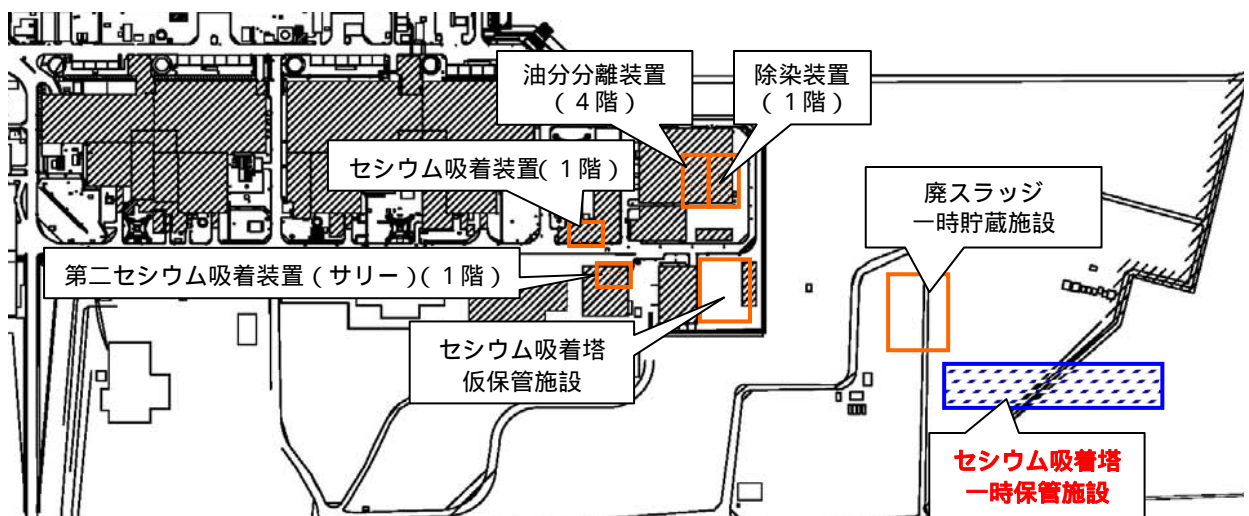 油分分離装置
(4階)
除染装置
(1階)
セシウム吸着装置(1階)
廃スラッジ
一時貯蔵施設
第二セシウム吸着装置(サリー)(1階)
セシウム吸着塔
仮保管施設
セシウム吸着塔
一時保管施設